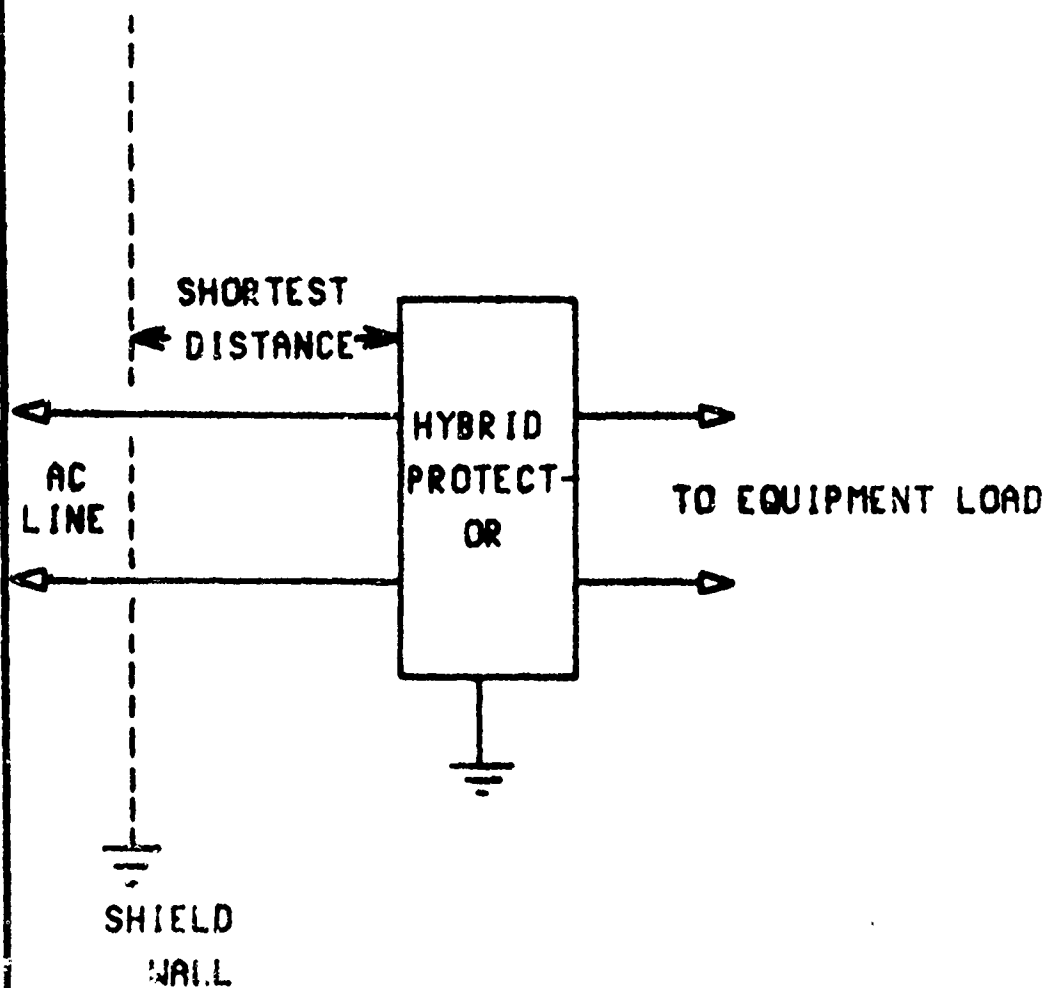 SHORTEST
DISTANCE
HYBRID
PROTECT-
OR
AC
LINE
TO EQUIPMENT LOAD
SHIELD
WALL